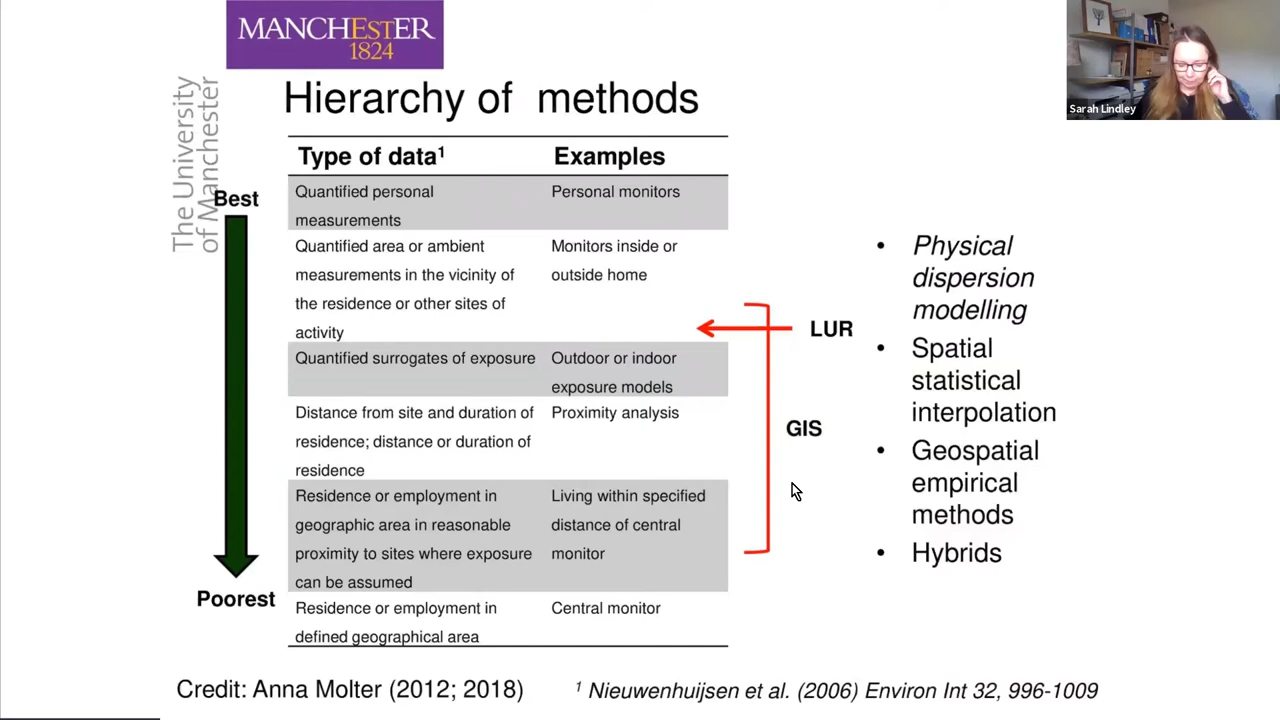 MANCHESTER
1824
The University
of Manchester
Sarah Lindley
Hierarchy of methods
Type of data¹ Examples
Best
Quantified personal Personal monitors
measurements
Quantified area or ambient Monitors inside or
measurements in the vicinity of outside home
the residence or other sites of
activity
Quantified surrogates of exposure Outdoor or indoor
exposure models
Distance from site and duration of Proximity analysis
residence; distance or duration of
residence
Residence or employment in Living within specified
geographic area in reasonable distance of central
proximity to sites where exposure monitor
can be assumed
Residence or employment in Central monitor
defined geographical area
Poorest
LUR
GIS
• Physical
dispersion
modelling
• Spatial
statistical
interpolation
• Geospatial
empirical
methods
• Hybrids
Credit: Anna Molter (2012; 2018)
¹ Nieuwenhuijsen et al. (2006) Environ Int 32, 996-1009